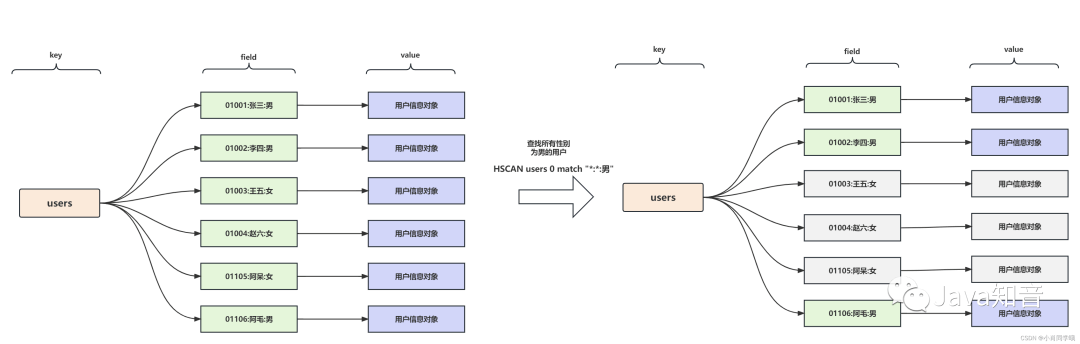 key
field
value
users
01001:张三:男
用户信息对象
01002:李四:男
用户信息对象
01003:王五:女
用户信息对象
01004:赵六:女
用户信息对象
01105:阿呆:女
用户信息对象
01106:阿毛:男
用户信息对象
查找所有性别
为男的用户
HSCAN users 0 match "*:*:男"
key
field
value
users
01001:张三:男
用户信息对象
01002:李四:男
用户信息对象
01003:王五:女
用户信息对象
01004:赵六:女
用户信息对象
01105:阿呆:女
用户信息对象
01106:阿毛:男
用户信息对象
Java知音
CSDN @小肖同学哦